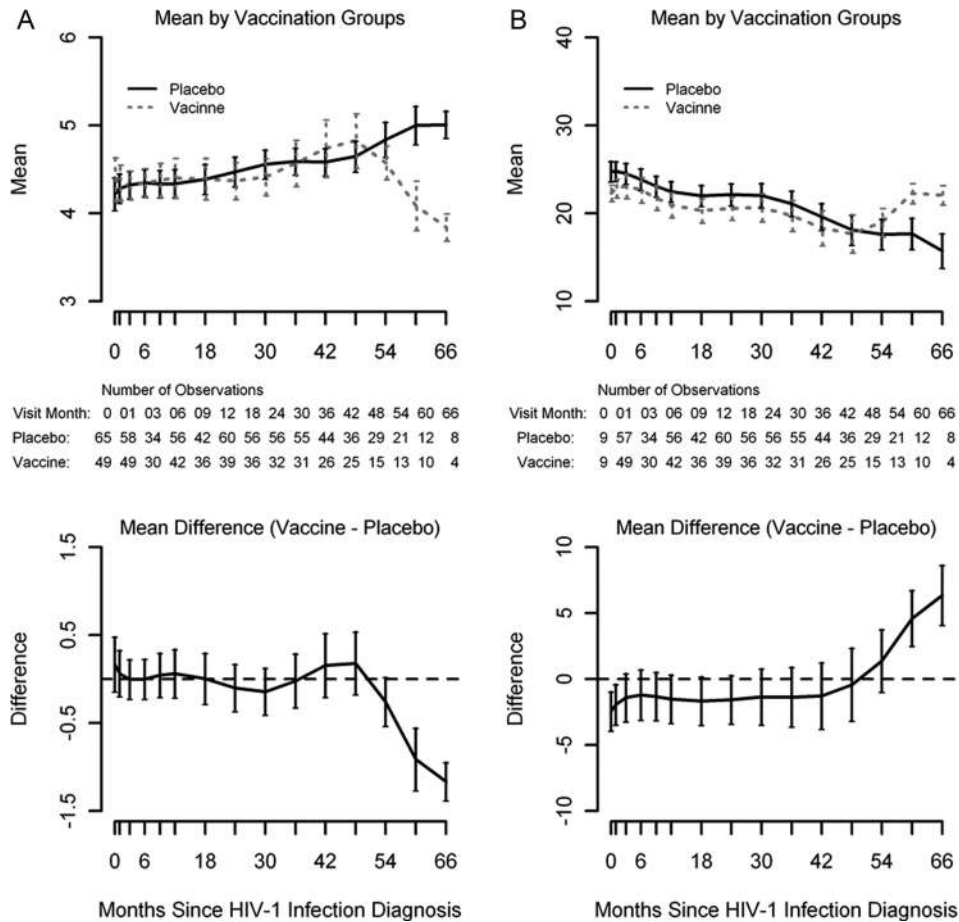 A
Mean by Vaccination Groups
Mean
6
5
4
3
Placebo
Vacinne
0 6 18 30 42 54 66
Number of Observations
Visit Month: 0 01 03 06 09 12 18 24 30 36 42 48 54 60 66
Placebo: 65 58 34 56 42 60 56 56 55 44 36 29 21 12 8
Vaccine: 49 49 30 42 36 39 36 32 31 26 25 15 13 10 4
Mean Difference (Vaccine - Placebo)
Difference
1.5
0.5
-0.5
-1.5
0 6 18 30 42 54 66
Months Since HIV-1 Infection Diagnosis
B
Mean by Vaccination Groups
Mean
40
30
20
10
Placebo
Vacinne
0 6 18 30 42 54 66
Number of Observations
Visit Month: 0 01 03 06 09 12 18 24 30 36 42 48 54 60 66
Placebo: 9 57 34 56 42 60 56 56 55 44 36 29 21 12 8
Vaccine: 9 49 30 42 36 39 36 32 31 26 25 15 13 10 4
Mean Difference (Vaccine - Placebo)
Difference
10
5
0
-5
-10
0 6 18 30 42 54 66
Months Since HIV-1 Infection Diagnosis